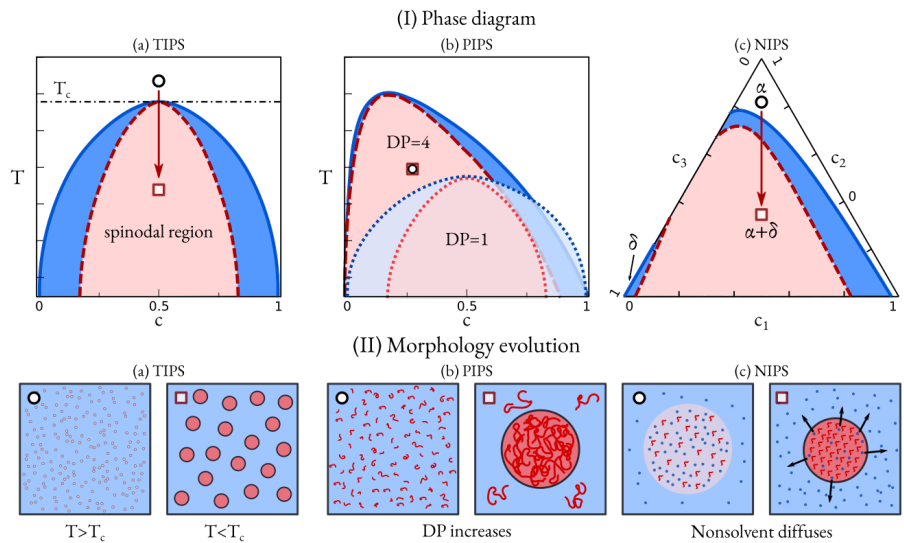 (I) Phase diagram
(a) TIPS
(b) PIPS
(c) NIPS
T_c
T
spinodal region
0
0.5
1
c
T
DP=4
DP=1
0
0.5
1
c
0
1
α
c_3
c_2
0
α+δ
δ
1
0
1
c_1
(II) Morphology evolution
(a) TIPS
(b) PIPS
(c) NIPS
T>T_c
T<T_c
DP increases
Nonsolvent diffuses